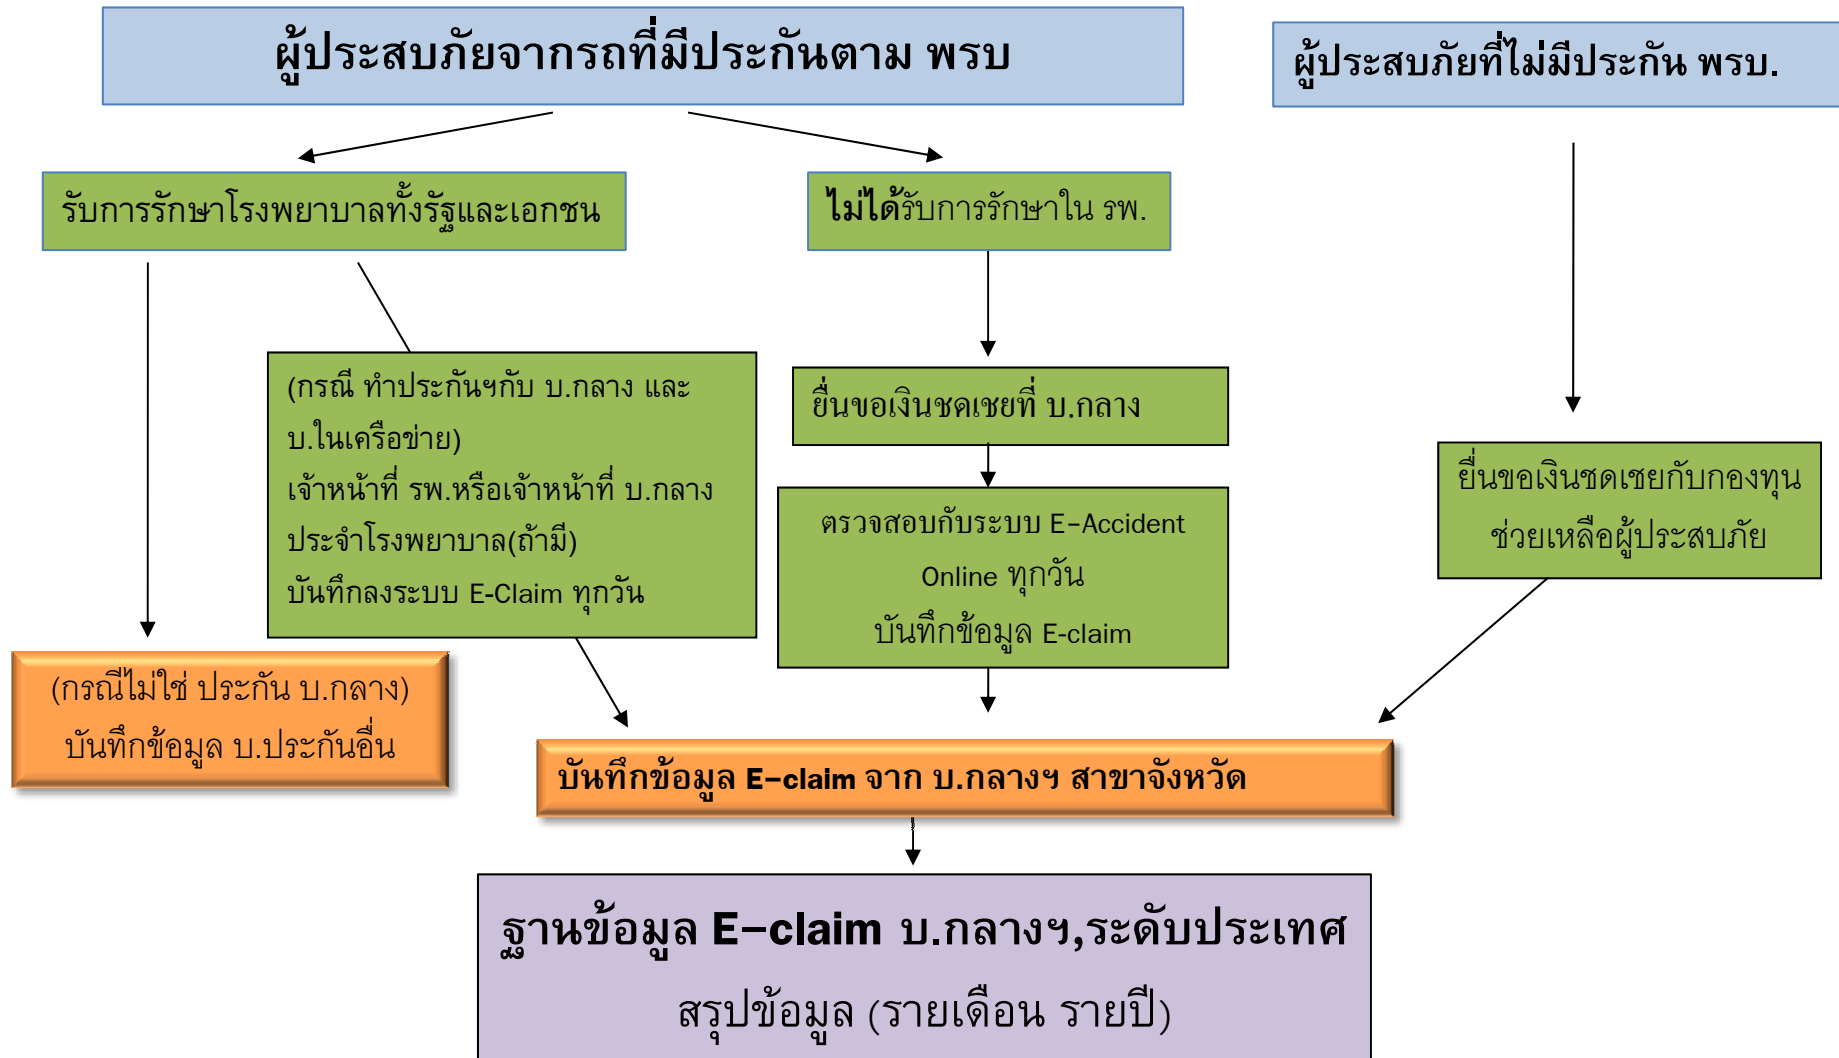 ผู้ประสบภัยจากรถที่มีประกันตาม พรบ
ผู้ประสบภัยที่ไม่มีประกัน พรบ.
รับการรักษาโรงพยาบาลทั้งรัฐและเอกชน
ไม่ได้รับการรักษาใน รพ.
(กรณี ทำประกันฯกับ บ.กลาง และ
บ.ในเครือข่าย)
เจ้าหน้าที่ รพ.หรือเจ้าหน้าที่ บ.กลาง
ประจำโรงพยาบาล(ถ้ามี)
บันทึกลงระบบ E-Claim ทุกวัน
ยื่นขอเงินชดเชยที่ บ.กลาง
ตรวจสอบกับระบบ E-Accident
Online ทุกวัน
บันทึกข้อมูล E-claim
ยื่นขอเงินชดเชยกับกองทุน
ช่วยเหลือผู้ประสบภัย
(กรณีไม่ใช่ ประกัน บ.กลาง)
บันทึกข้อมูล บ.ประกันอื่น
บันทึกข้อมูล E-claim จาก บ.กลางฯ สาขาจังหวัด
ฐานข้อมูล E-claim บ.กลางฯ,ระดับประเทศ
สรุปข้อมูล (รายเดือน รายปี)